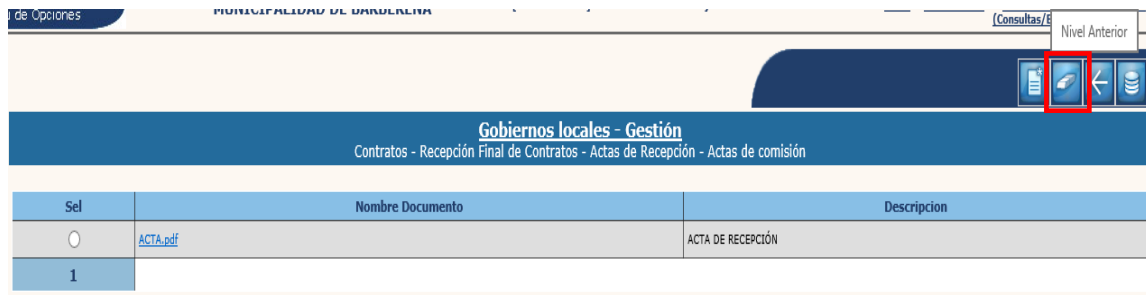 de Opciones
MUNICIPALIDAD DE BARBERENA
(Consultas/E
Nivel Anterior
Gobiernos locales - Gestión
Contratos - Recepción Final de Contratos - Actas de Recepción - Actas de comisión
Sel Nombre Documento Descripcion
ACTA.pdf ACTA DE RECEPCIÓN
1